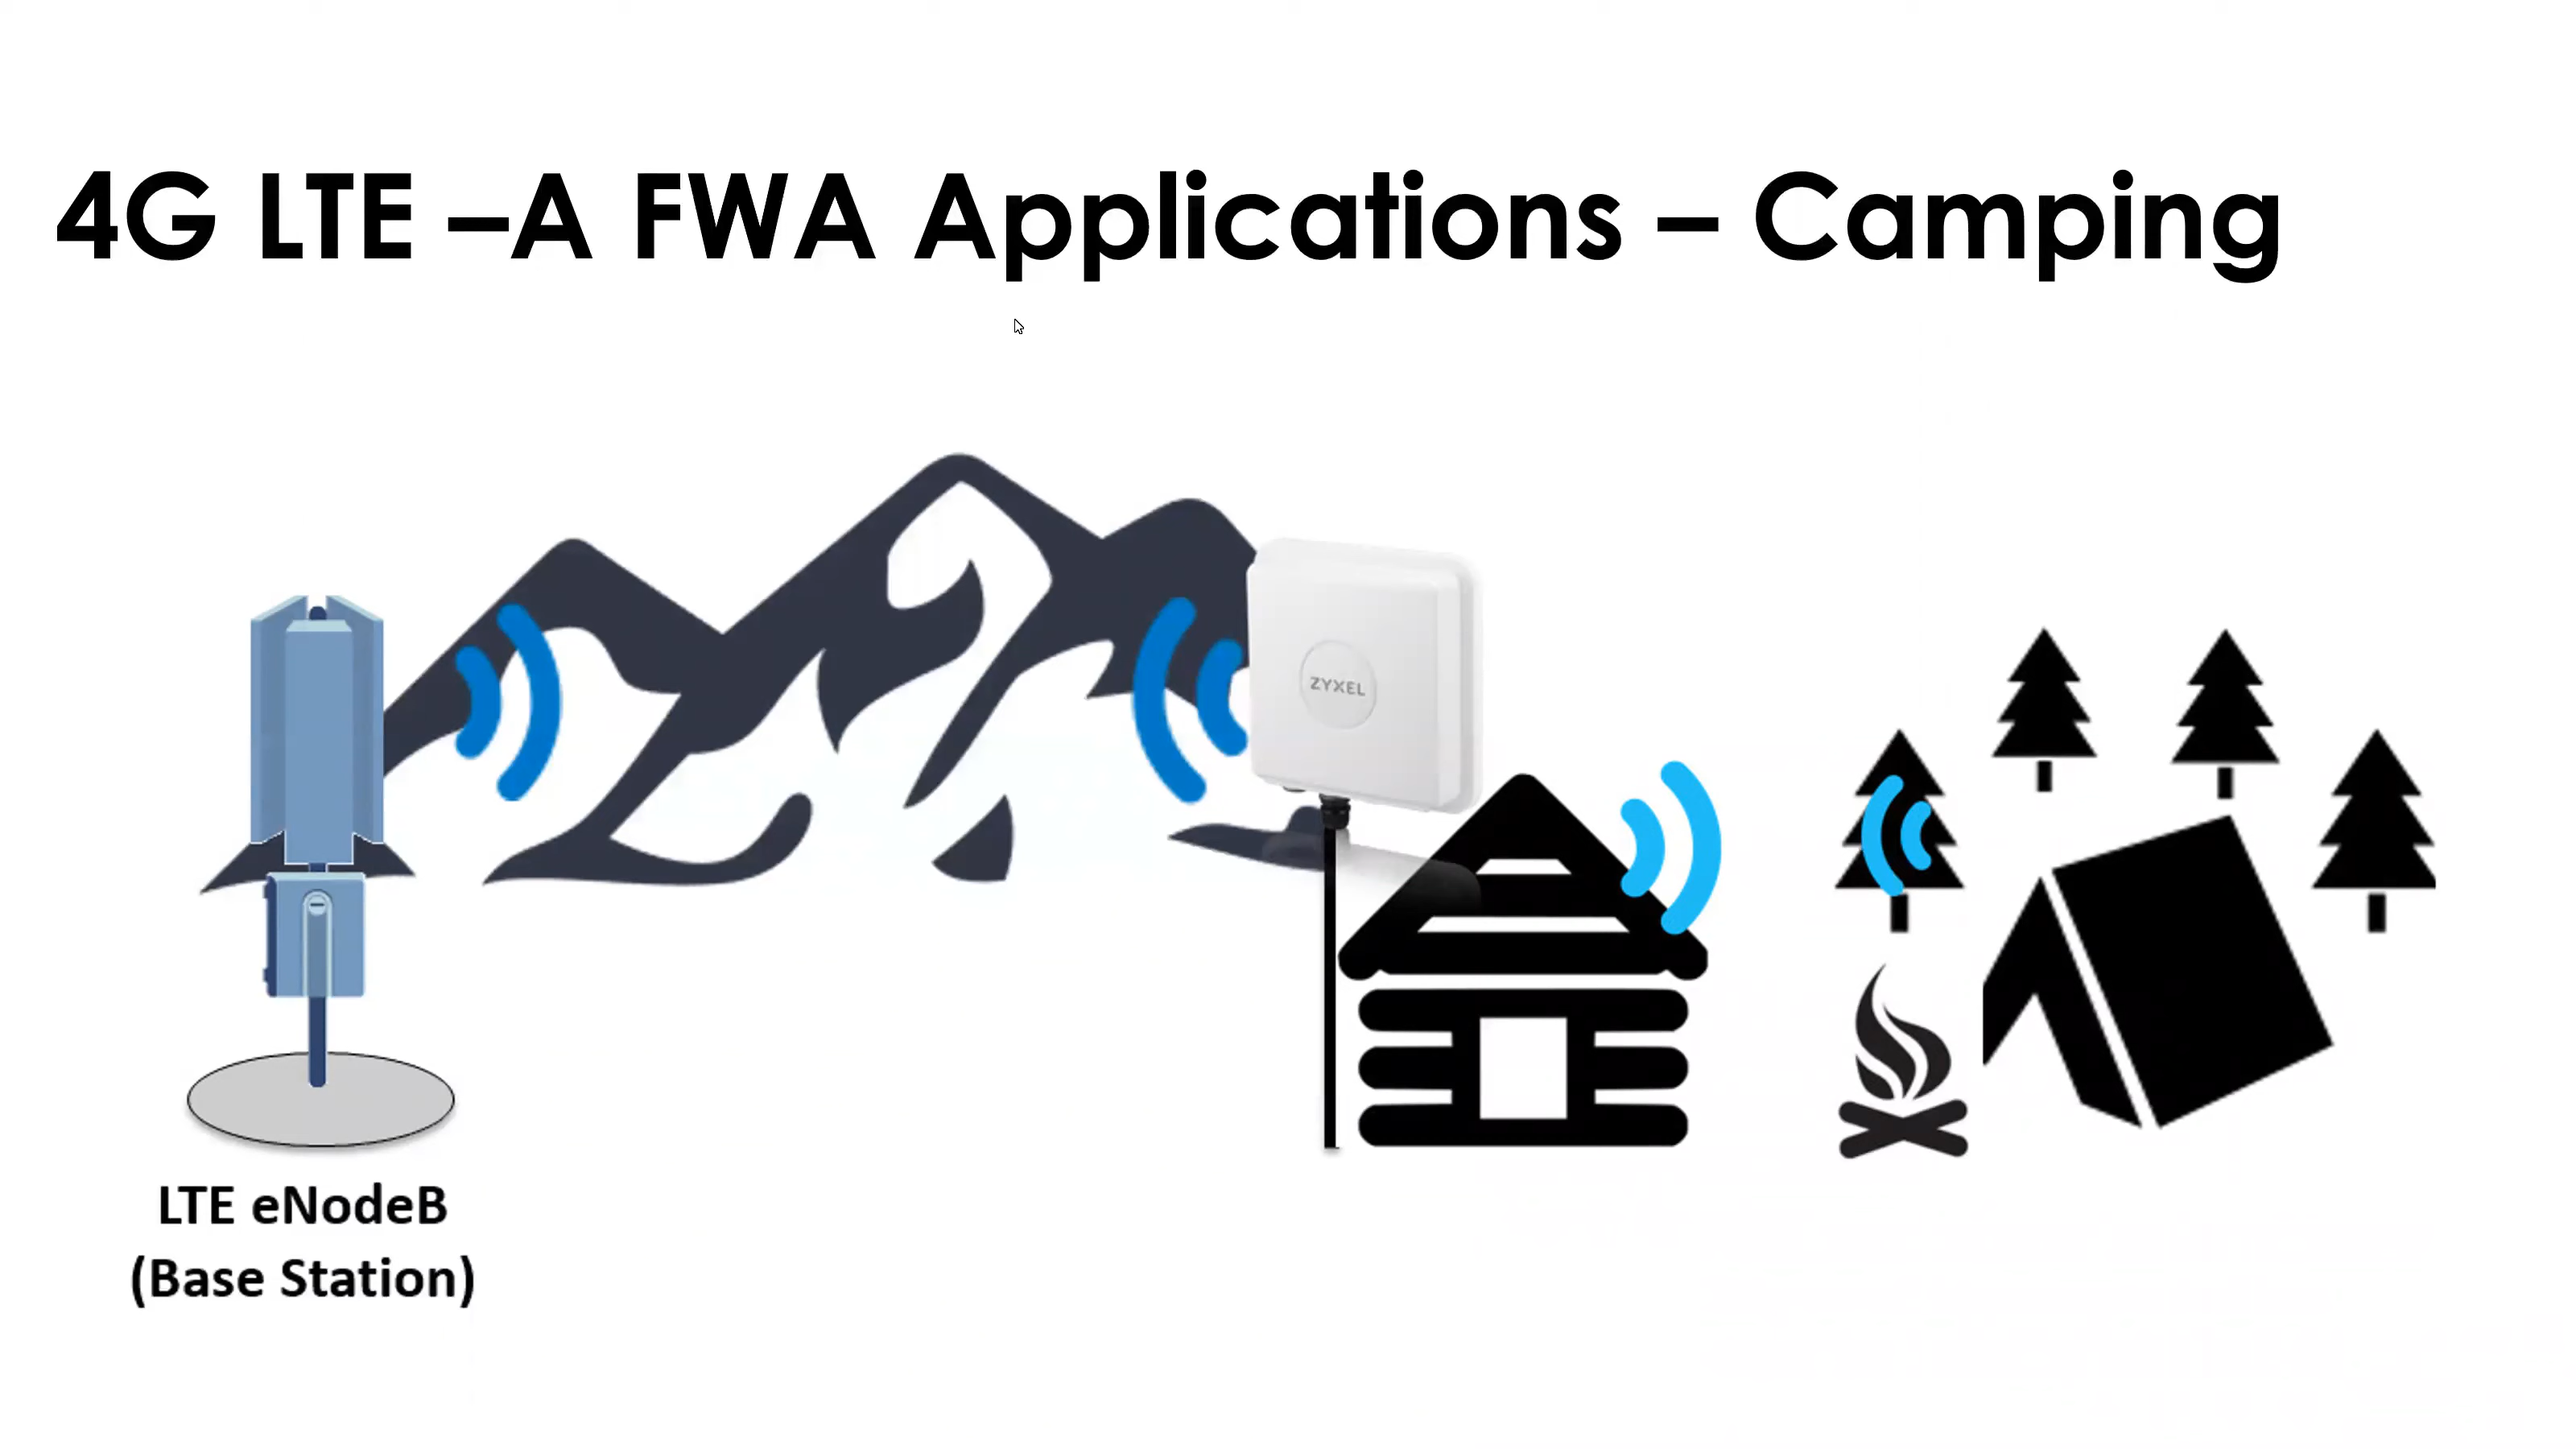 4G LTE –A FWA Applications – Camping
ZYXEL
LTE eNodeB
(Base Station)